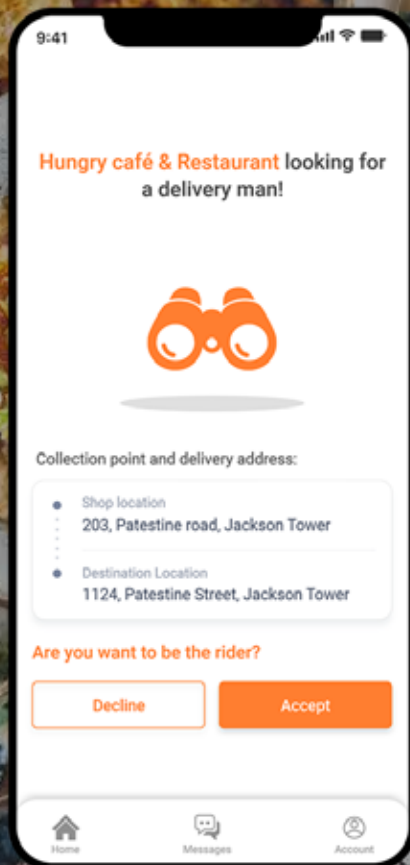 9:41
Hungry café & Restaurant looking for
a delivery man!
Collection point and delivery address:
Shop location
203, Patestine road, Jackson Tower
Destination Location
1124, Patestine Street, Jackson Tower
Are you want to be the rider?
Decline
Accept
Home
Messages
Account